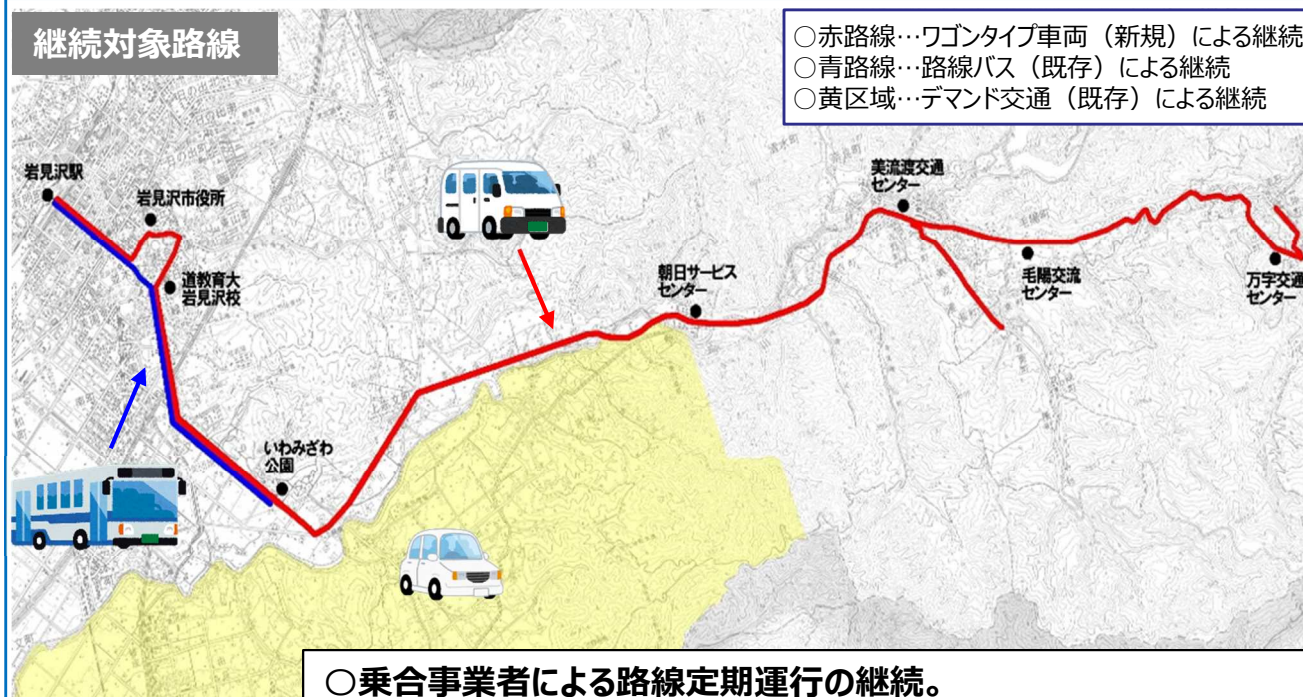 継続対象路線
○赤路線…ワゴンタイプ車両（新規）による継続
○青路線…路線バス（既存）による継続
○黄区域…デマンド交通（既存）による継続
岩見沢駅
岩見沢市役所
道教育大
岩見沢校
いわみざわ
公園
朝日サービス
センター
美流渡交通
センター
毛陽交流
センター
万字交通
センター
○乗合事業者による路線定期運行の継続。